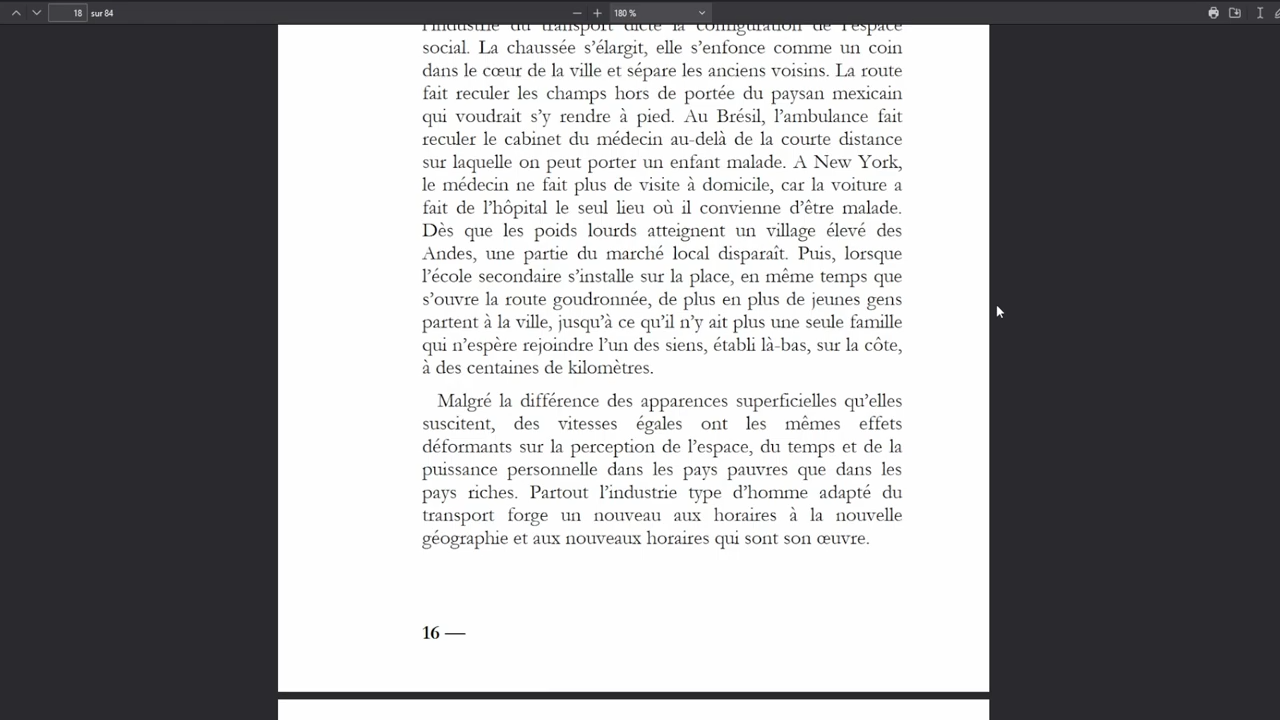 18 sur 84
180 %
l'industrie du transport dicte la configuration de l'espace
social. La chaussée s'élargit, elle s'enfonce comme un coin
dans le cœur de la ville et sépare les anciens voisins. La route
fait reculer les champs hors de portée du paysan mexicain
qui voudrait s'y rendre à pied. Au Brésil, l'ambulance fait
reculer le cabinet du médecin au-delà de la courte distance
sur laquelle on peut porter un enfant malade. A New York,
le médecin ne fait plus de visite à domicile, car la voiture a
fait de l'hôpital le seul lieu où il convienne d'être malade.
Dès que les poids lourds atteignent un village élevé des
Andes, une partie du marché local disparaît. Puis, lorsque
l'école secondaire s'installe sur la place, en même temps que
s'ouvre la route goudronnée, de plus en plus de jeunes gens
partent à la ville, jusqu'à ce qu'il n'y ait plus une seule famille
qui n'espère rejoindre l'un des siens, établi là-bas, sur la côte,
à des centaines de kilomètres.
Malgré la différence des apparences superficielles qu'elles
suscitent, des vitesses égales ont les mêmes effets
déformants sur la perception de l'espace, du temps et de la
puissance personnelle dans les pays pauvres que dans les
pays riches. Partout l'industrie type d'homme adapté du
transport forge un nouveau aux horaires à la nouvelle
géographie et aux nouveaux horaires qui sont son œuvre.
16 —